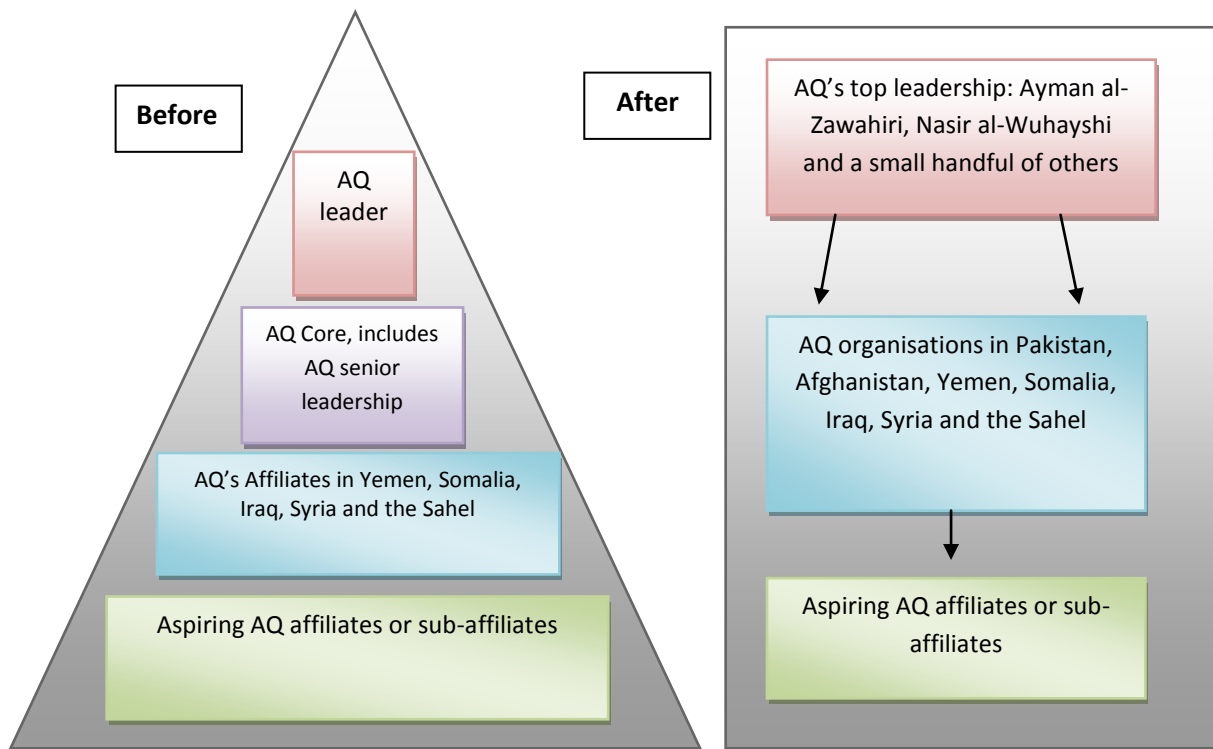 Before
AQ
leader
AQ Core, includes
AQ senior
leadership
AQ's Affiliates in Yemen, Somalia,
Iraq, Syria and the Sahel
Aspiring AQ affiliates or sub-affiliates
After
AQ's top leadership: Ayman al-
Zawahiri, Nasir al-Wuhayshi
and a small handful of others
AQ organisations in Pakistan,
Afghanistan, Yemen, Somalia,
Iraq, Syria and the Sahel
Aspiring AQ affiliates or sub-
affiliates